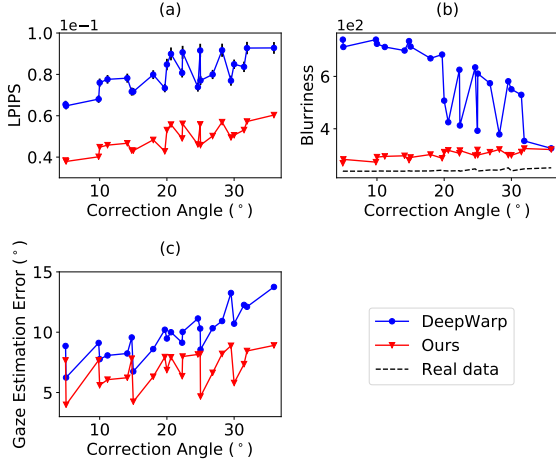 (a)
1e−1
1.0
0.8
0.6
0.4
LPIPS
10 20 30
Correction Angle (°)
(b)
1e2
6
4
Blurriness
10 20 30
Correction Angle (°)
(c)
15
10
5
Gaze Estimation Error (°)
10 20 30
Correction Angle (°)
DeepWarp
Ours
Real data